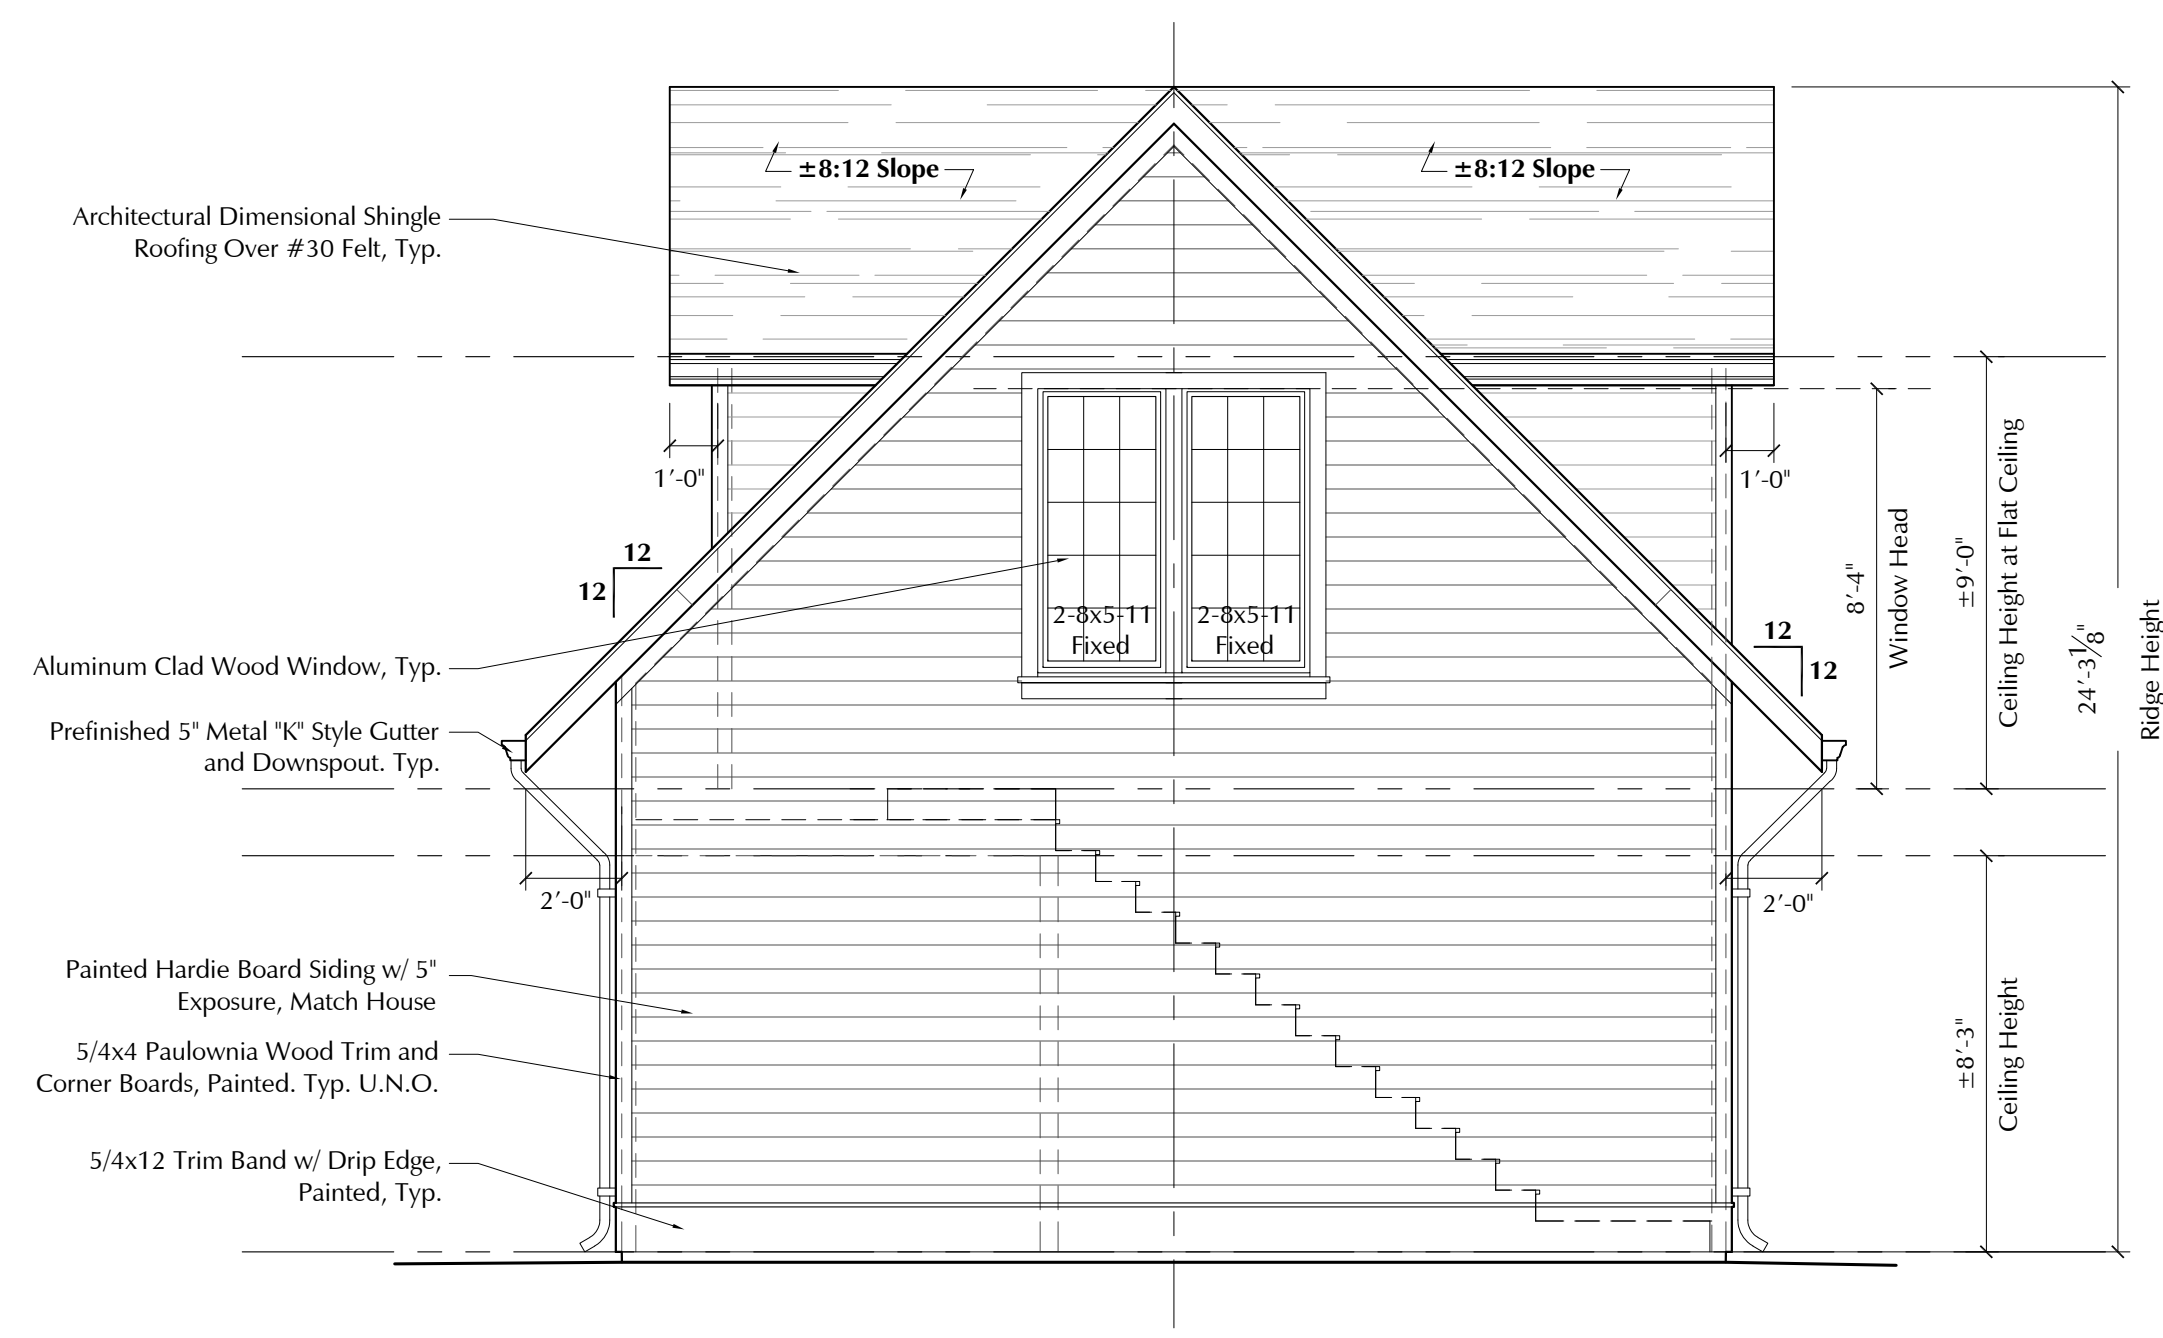 ±8:12 Slope
±8:12 Slope
Architectural Dimensional Shingle
Roofing Over #30 Felt, Typ.
1'-0"
1'-0"
12
12
Aluminum Clad Wood Window, Typ.
2-8x5-11
Fixed
2-8x5-11
Fixed
12
12
8'-4"
Window Head
±9'-0"
Ceiling Height at Flat Ceiling
24'-3 1/8"
Ridge Height
Prefinished 5" Metal "K" Style Gutter
and Downspout. Typ.
2'-0"
2'-0"
Painted Hardie Board Siding w/ 5"
Exposure, Match House
5/4x4 Paulownia Wood Trim and
Corner Boards, Painted. Typ. U.N.O.
±8'-3"
Ceiling Height
5/4x12 Trim Band w/ Drip Edge,
Painted, Typ.